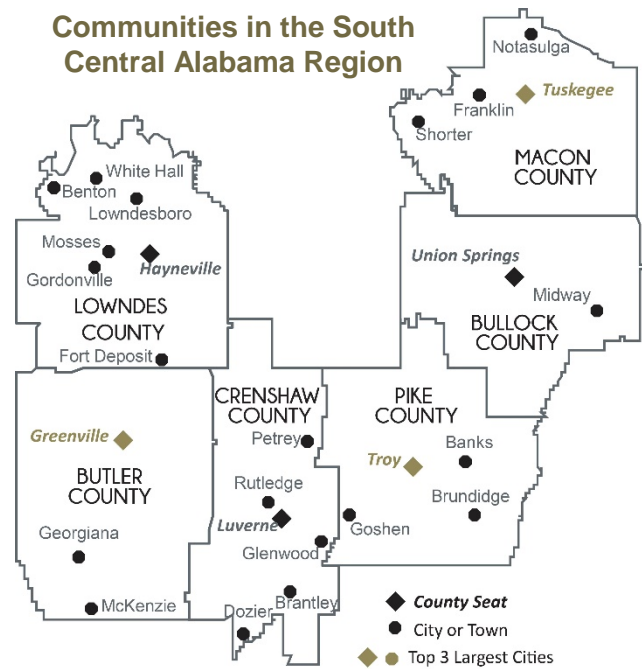 Communities in the South
Central Alabama Region
Notasulga
Tuskegee
Franklin
Shorter
MACON
COUNTY
White Hall
Benton
Lowndesboro
Mosses
Hayneville
Gordonville
LOWNDES
COUNTY
Fort Deposit
Union Springs
Midway
BULLOCK
COUNTY
CRENSHAW
COUNTY
Petrey
Rutledge
Luverne
Glenwood
Brantley
Dozier
PIKE
COUNTY
Banks
Troy
Brundidge
Goshen
Greenville
BUTLER
COUNTY
Georgiana
McKenzie
County Seat
City or Town
Top 3 Largest Cities